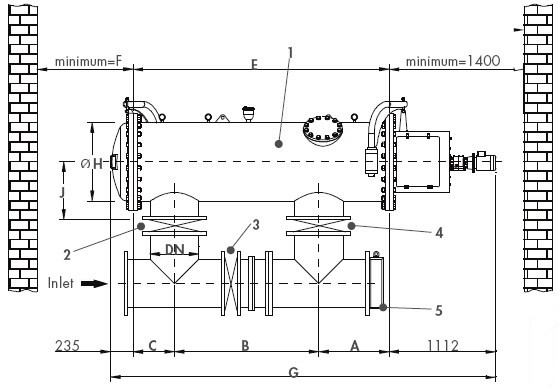 minimum=F
E
minimum=1400
1
ØH
J
2
DN
3
4
Inlet
5
235
C
B
A
1112
G